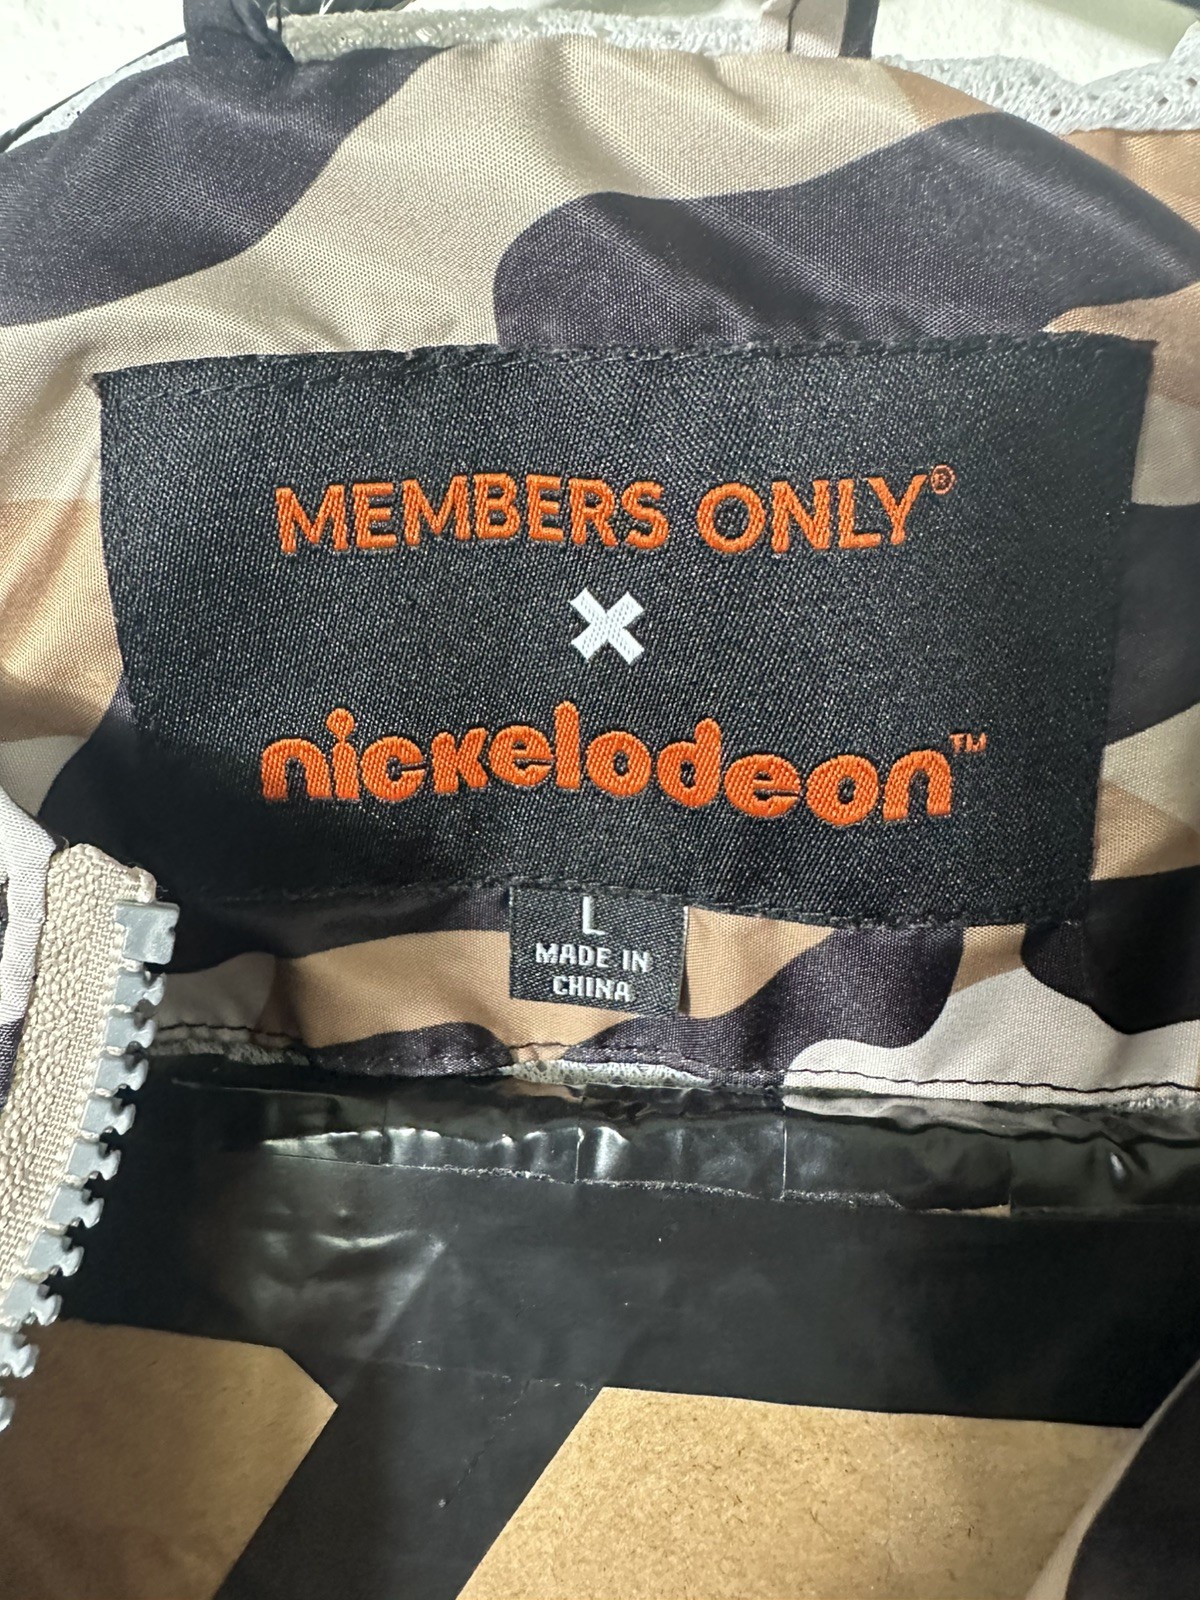 MEMBERS ONLY®
×
nickelodeon™
L
MADE IN
CHINA